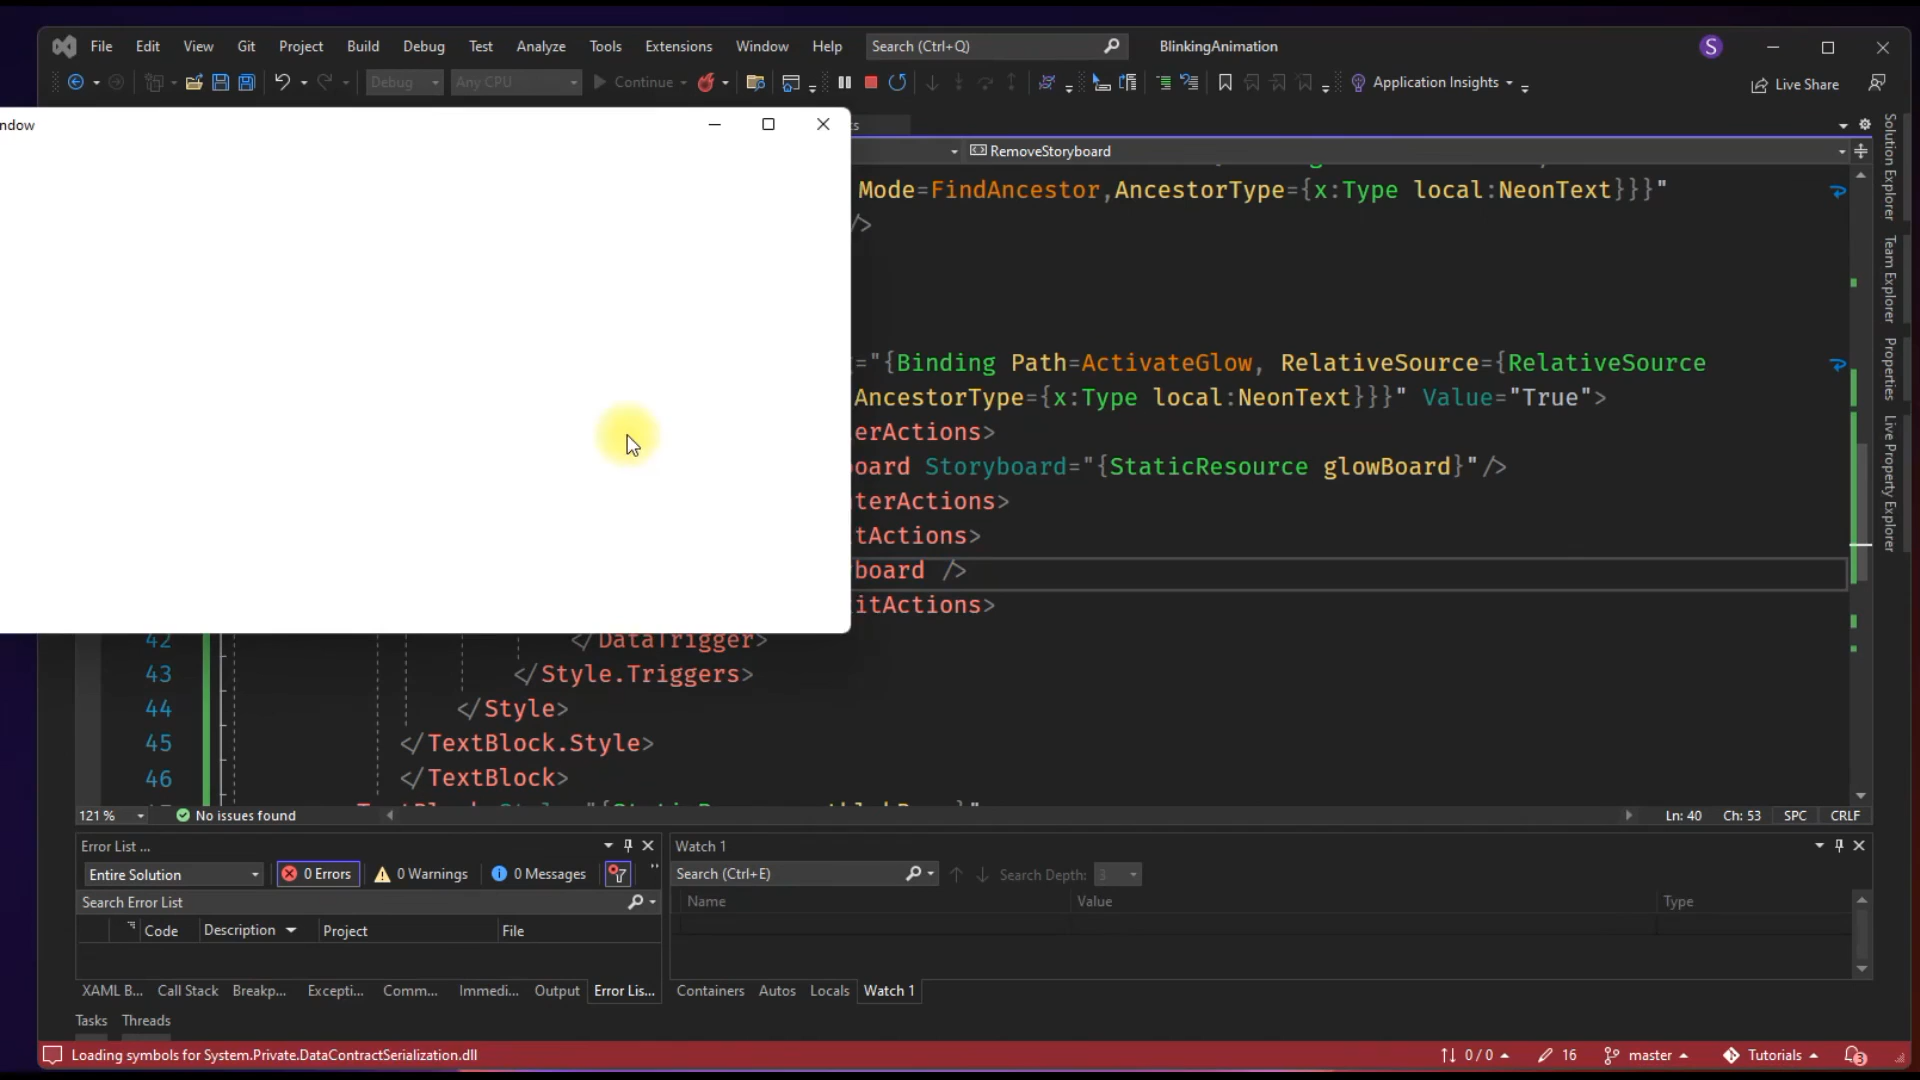 File Edit View Git Project Build Debug Test Analyze Tools Extensions Window Help Search (Ctrl+Q) BlinkingAnimation S
Debug Any CPU Continue Application Insights Live Share
ndow
RemoveStoryboard
Mode=FindAncestor,AncestorType={x:Type local:NeonText}}}"
/>
="{Binding Path=ActivateGlow, RelativeSource={RelativeSource
AncestorType={x:Type local:NeonText}}}" Value="True">
erActions>
oard Storyboard="{StaticResource glowBoard}"/>
terActions>
tActions>
board />
itActions>
42 </DataTrigger>
43 </Style.Triggers>
44 </Style>
45 </TextBlock.Style>
46 </TextBlock>
121 % No issues found Ln: 40 Ch: 53 SPC CRLF
Solution Explorer
Team Explorer
Properties
Live Property Explorer
Error List ...
Entire Solution 0 Errors 0 Warnings 0 Messages
Search Error List
Code Description Project File
XAML B... Call Stack Breakp... Excepti... Comm... Immedi... Output Error Lis...
Watch 1
Search (Ctrl+E) Search Depth: 3
Name Value Type
Containers Autos Locals Watch 1
Tasks Threads
Loading symbols for System.Private.DataContractSerialization.dll 0 / 0 16 master Tutorials 3